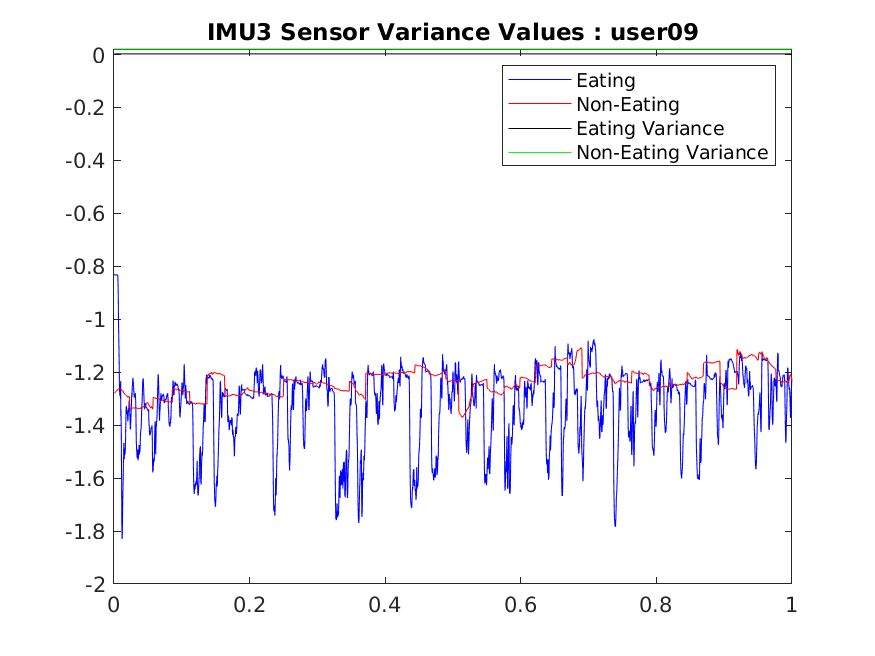 IMU3 Sensor Variance Values : user09
0
-0.2
-0.4
-0.6
-0.8
-1
-1.2
-1.4
-1.6
-1.8
-2
Eating
Non-Eating
Eating Variance
Non-Eating Variance
0 0.2 0.4 0.6 0.8 1